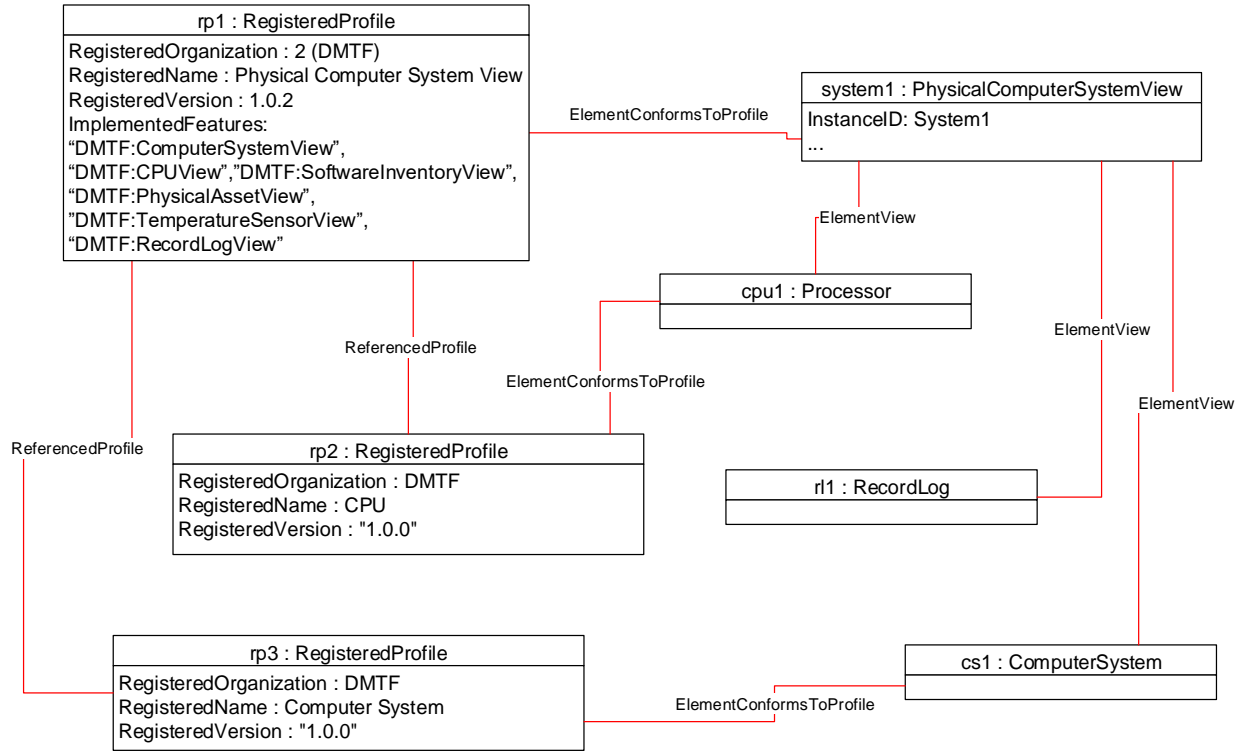 rp1 : RegisteredProfile
RegisteredOrganization : 2 (DMTF)
RegisteredName : Physical Computer System View
RegisteredVersion : 1.0.2
ImplementedFeatures:
“DMTF:ComputerSystemView”,
“DMTF:CPUView”,”DMTF:SoftwareInventoryView”,
“DMTF:PhysicalAssetView”,
”DMTF:TemperatureSensorView”,
“DMTF:RecordLogView”
ElementConformsToProfile
system1 : PhysicalComputerSystemView
InstanceID: System1
...
ElementView
cpu1 : Processor
ElementView
ReferencedProfile
ElementConformsToProfile
ElementView
ReferencedProfile
rp2 : RegisteredProfile
RegisteredOrganization : DMTF
RegisteredName : CPU
RegisteredVersion : "1.0.0"
rl1 : RecordLog
rp3 : RegisteredProfile
RegisteredOrganization : DMTF
RegisteredName : Computer System
RegisteredVersion : "1.0.0"
ElementConformsToProfile
cs1 : ComputerSystem